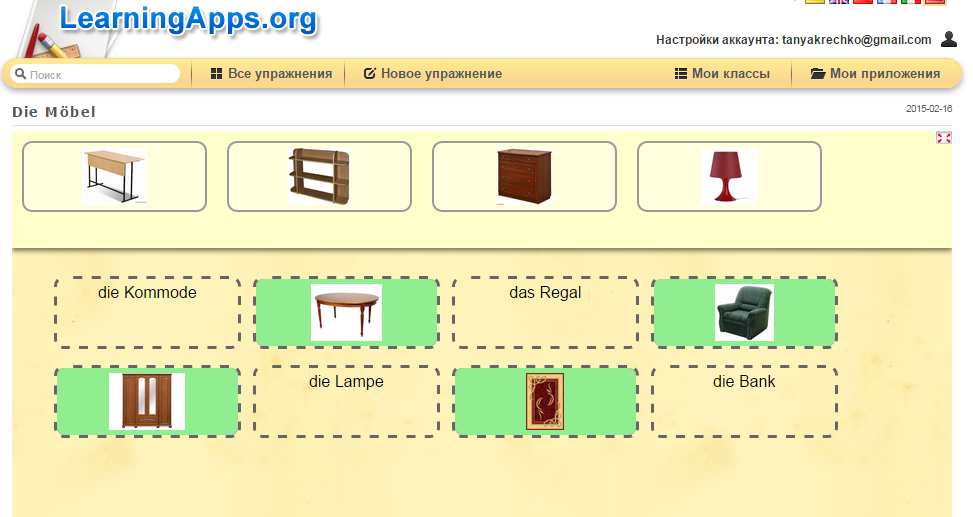 LearningApps.org
Настройки аккаунта: tanyakrechko@gmail.com
Поиск
Все упражнения
Новое упражнение
Мои классы
Мои приложения
Die Möbel
2015-02-16
die Kommode
das Regal
die Lampe
die Bank